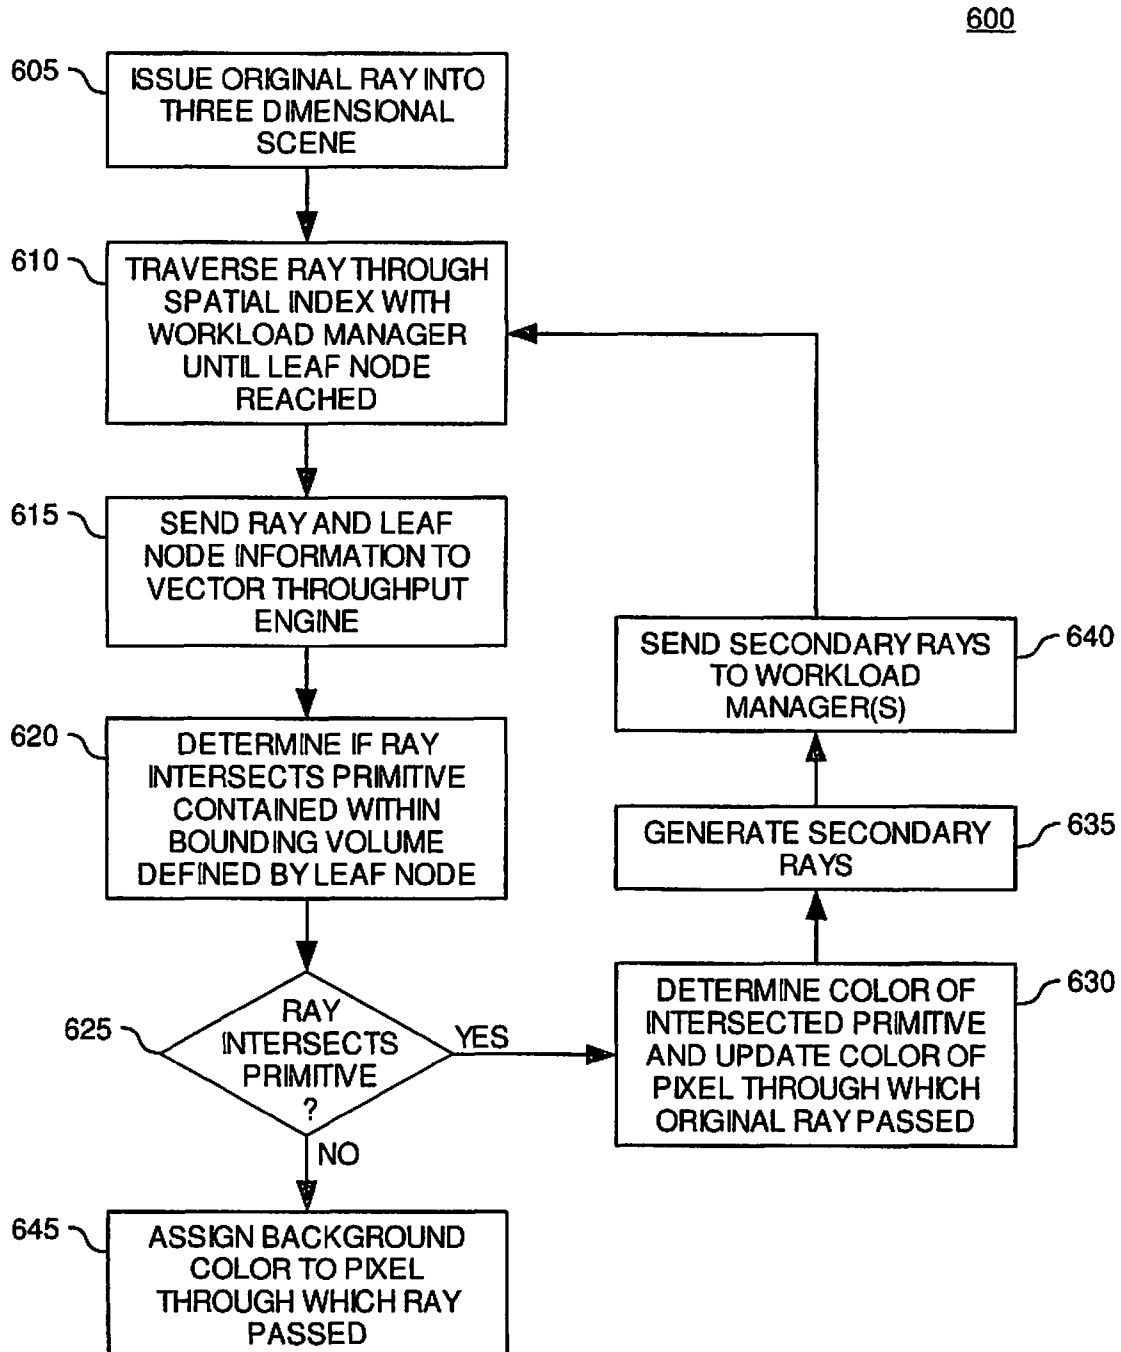 600
605
ISSUE ORIGINAL RAY INTO
THREE DIMENSIONAL
SCENE
610
TRAVERSE RAY THROUGH
SPATIAL INDEX WITH
WORKLOAD MANAGER
UNTIL LEAF NODE
REACHED
615
SEND RAY AND LEAF
NODE INFORMATION TO
VECTOR THROUGHPUT
ENGINE
620
DETERMINE IF RAY
INTERSECTS PRIMITIVE
CONTAINED WITHIN
BOUNDING VOLUME
DEFINED BY LEAF NODE
625
RAY
INTERSECTS
PRIMITIVE
?
YES
NO
630
DETERMINE COLOR OF
INTERSECTED PRIMITIVE
AND UPDATE COLOR OF
PIXEL THROUGH WHICH
ORIGINAL RAY PASSED
635
GENERATE SECONDARY
RAYS
640
SEND SECONDARY RAYS
TO WORKLOAD
MANAGER(S)
645
ASSIGN BACKGROUND
COLOR TO PIXEL
THROUGH WHICH RAY
PASSED